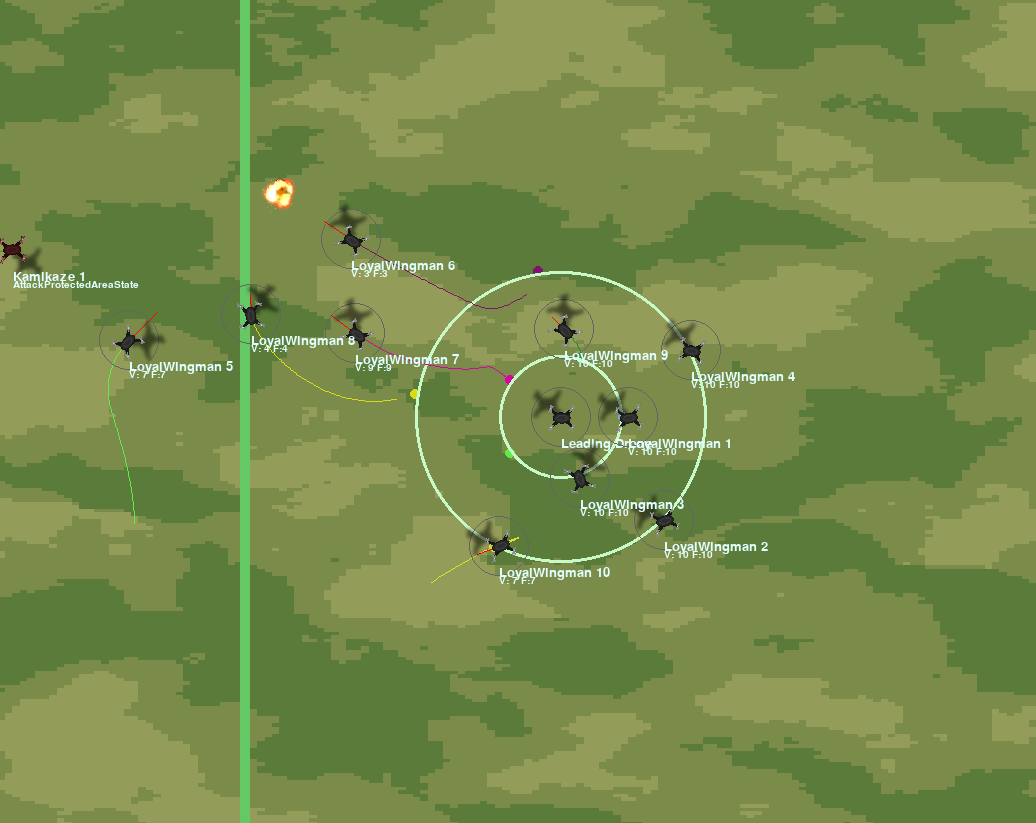 LoyalWingman 6
V: 3 F:3
Kamikaze 1
AttackProtectedAreaState
LoyalWingman 8
V: 4 F:4
LoyalWingman 7
V: 9 F:9
LoyalWingman 9
V: 10 F:10
LoyalWingman 5
V: 7 F:7
LoyalWingman 4
V: 10 F:10
Leading
LoyalWingman 1
V: 10 F:10
LoyalWingman 3
V: 10 F:10
LoyalWingman 2
V: 10 F:10
LoyalWingman 10
V: 7 F:7